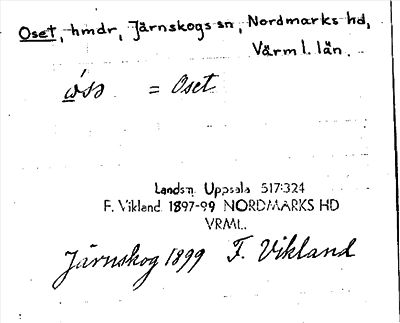 Oset, hmdr, Järnskogs sn, Nordmarks hd,
Värml. län.
= Oset
Landsm. Uppsala 517:324
F. Vikland 1897-99 NORDMARKS HD
VRML.
Järnskog 1899 F. Vikland